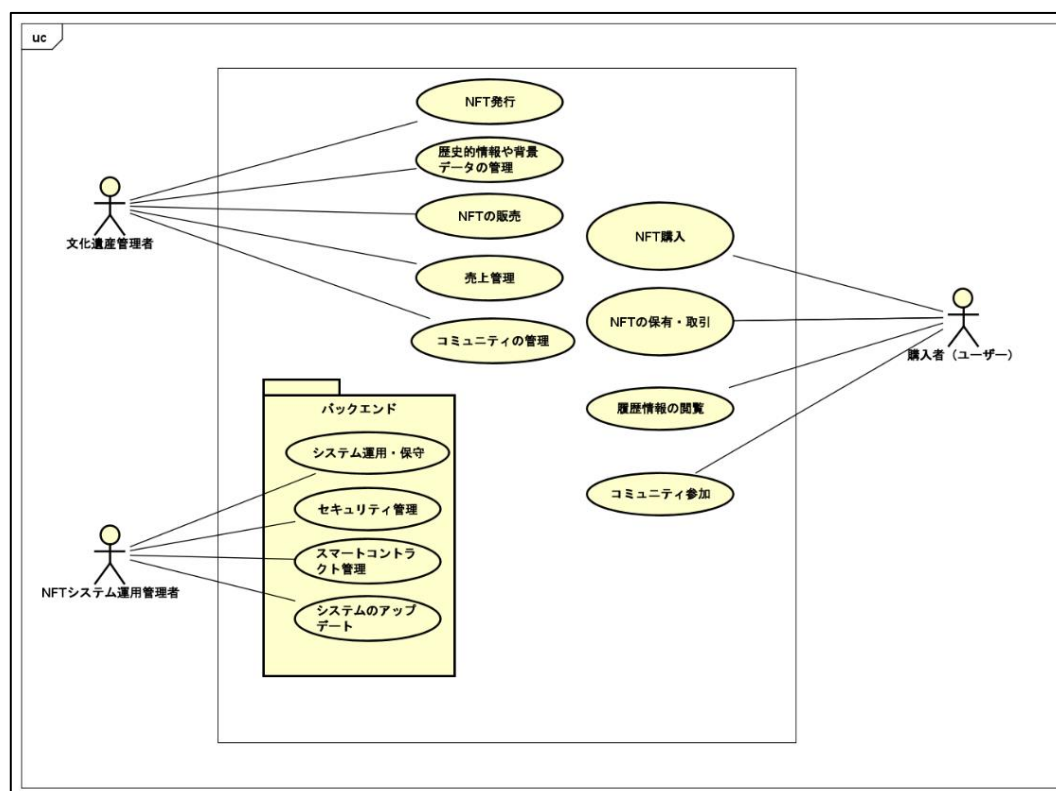 uc
NFT発行
歴史的情報や背景
データの管理
文化遺産管理者
NFTの販売
売上管理
コミュニティの管理
NFT購入
NFTの保有・取引
購入者（ユーザー）
履歴情報の閲覧
コミュニティ参加
バックエンド
システム運用・保守
セキュリティ管理
スマートコントラ
クト管理
システムのアップ
デート
NFTシステム運用管理者